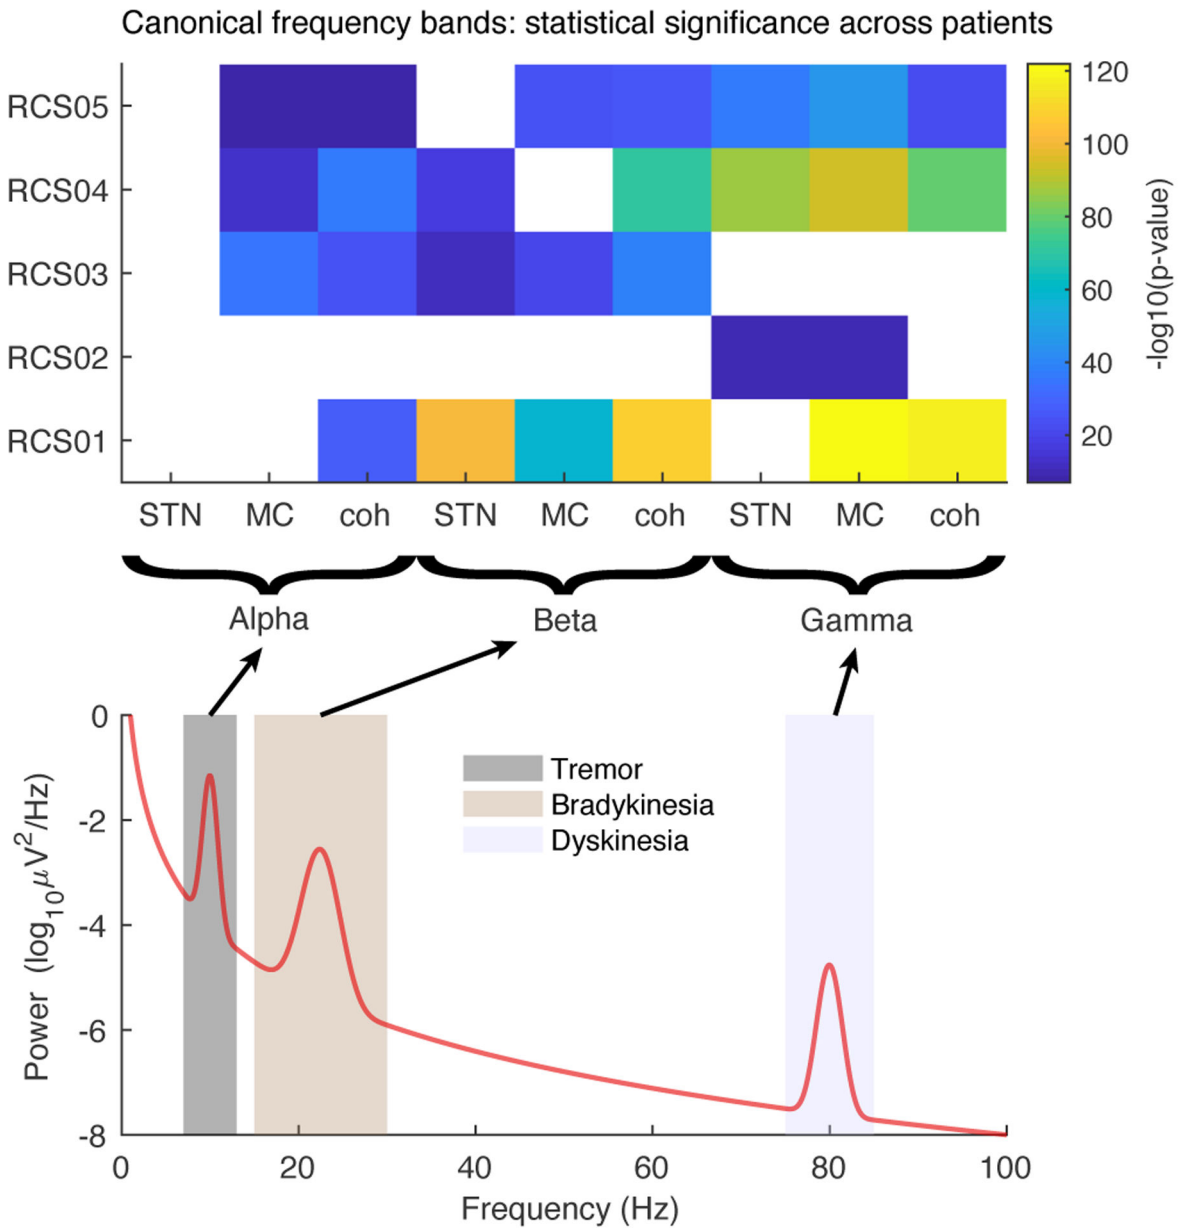 Canonical frequency bands: statistical significance across patients
RCS05
RCS04
RCS03
RCS02
RCS01
120
100
80
60
40
20
-log10(p-value)
STN MC coh STN MC coh STN MC coh
Alpha Beta Gamma
Tremor
Bradykinesia
Dyskinesia
Power (log₁₀μV²/Hz)
0
-2
-4
-6
-8
0 20 40 60 80 100
Frequency (Hz)